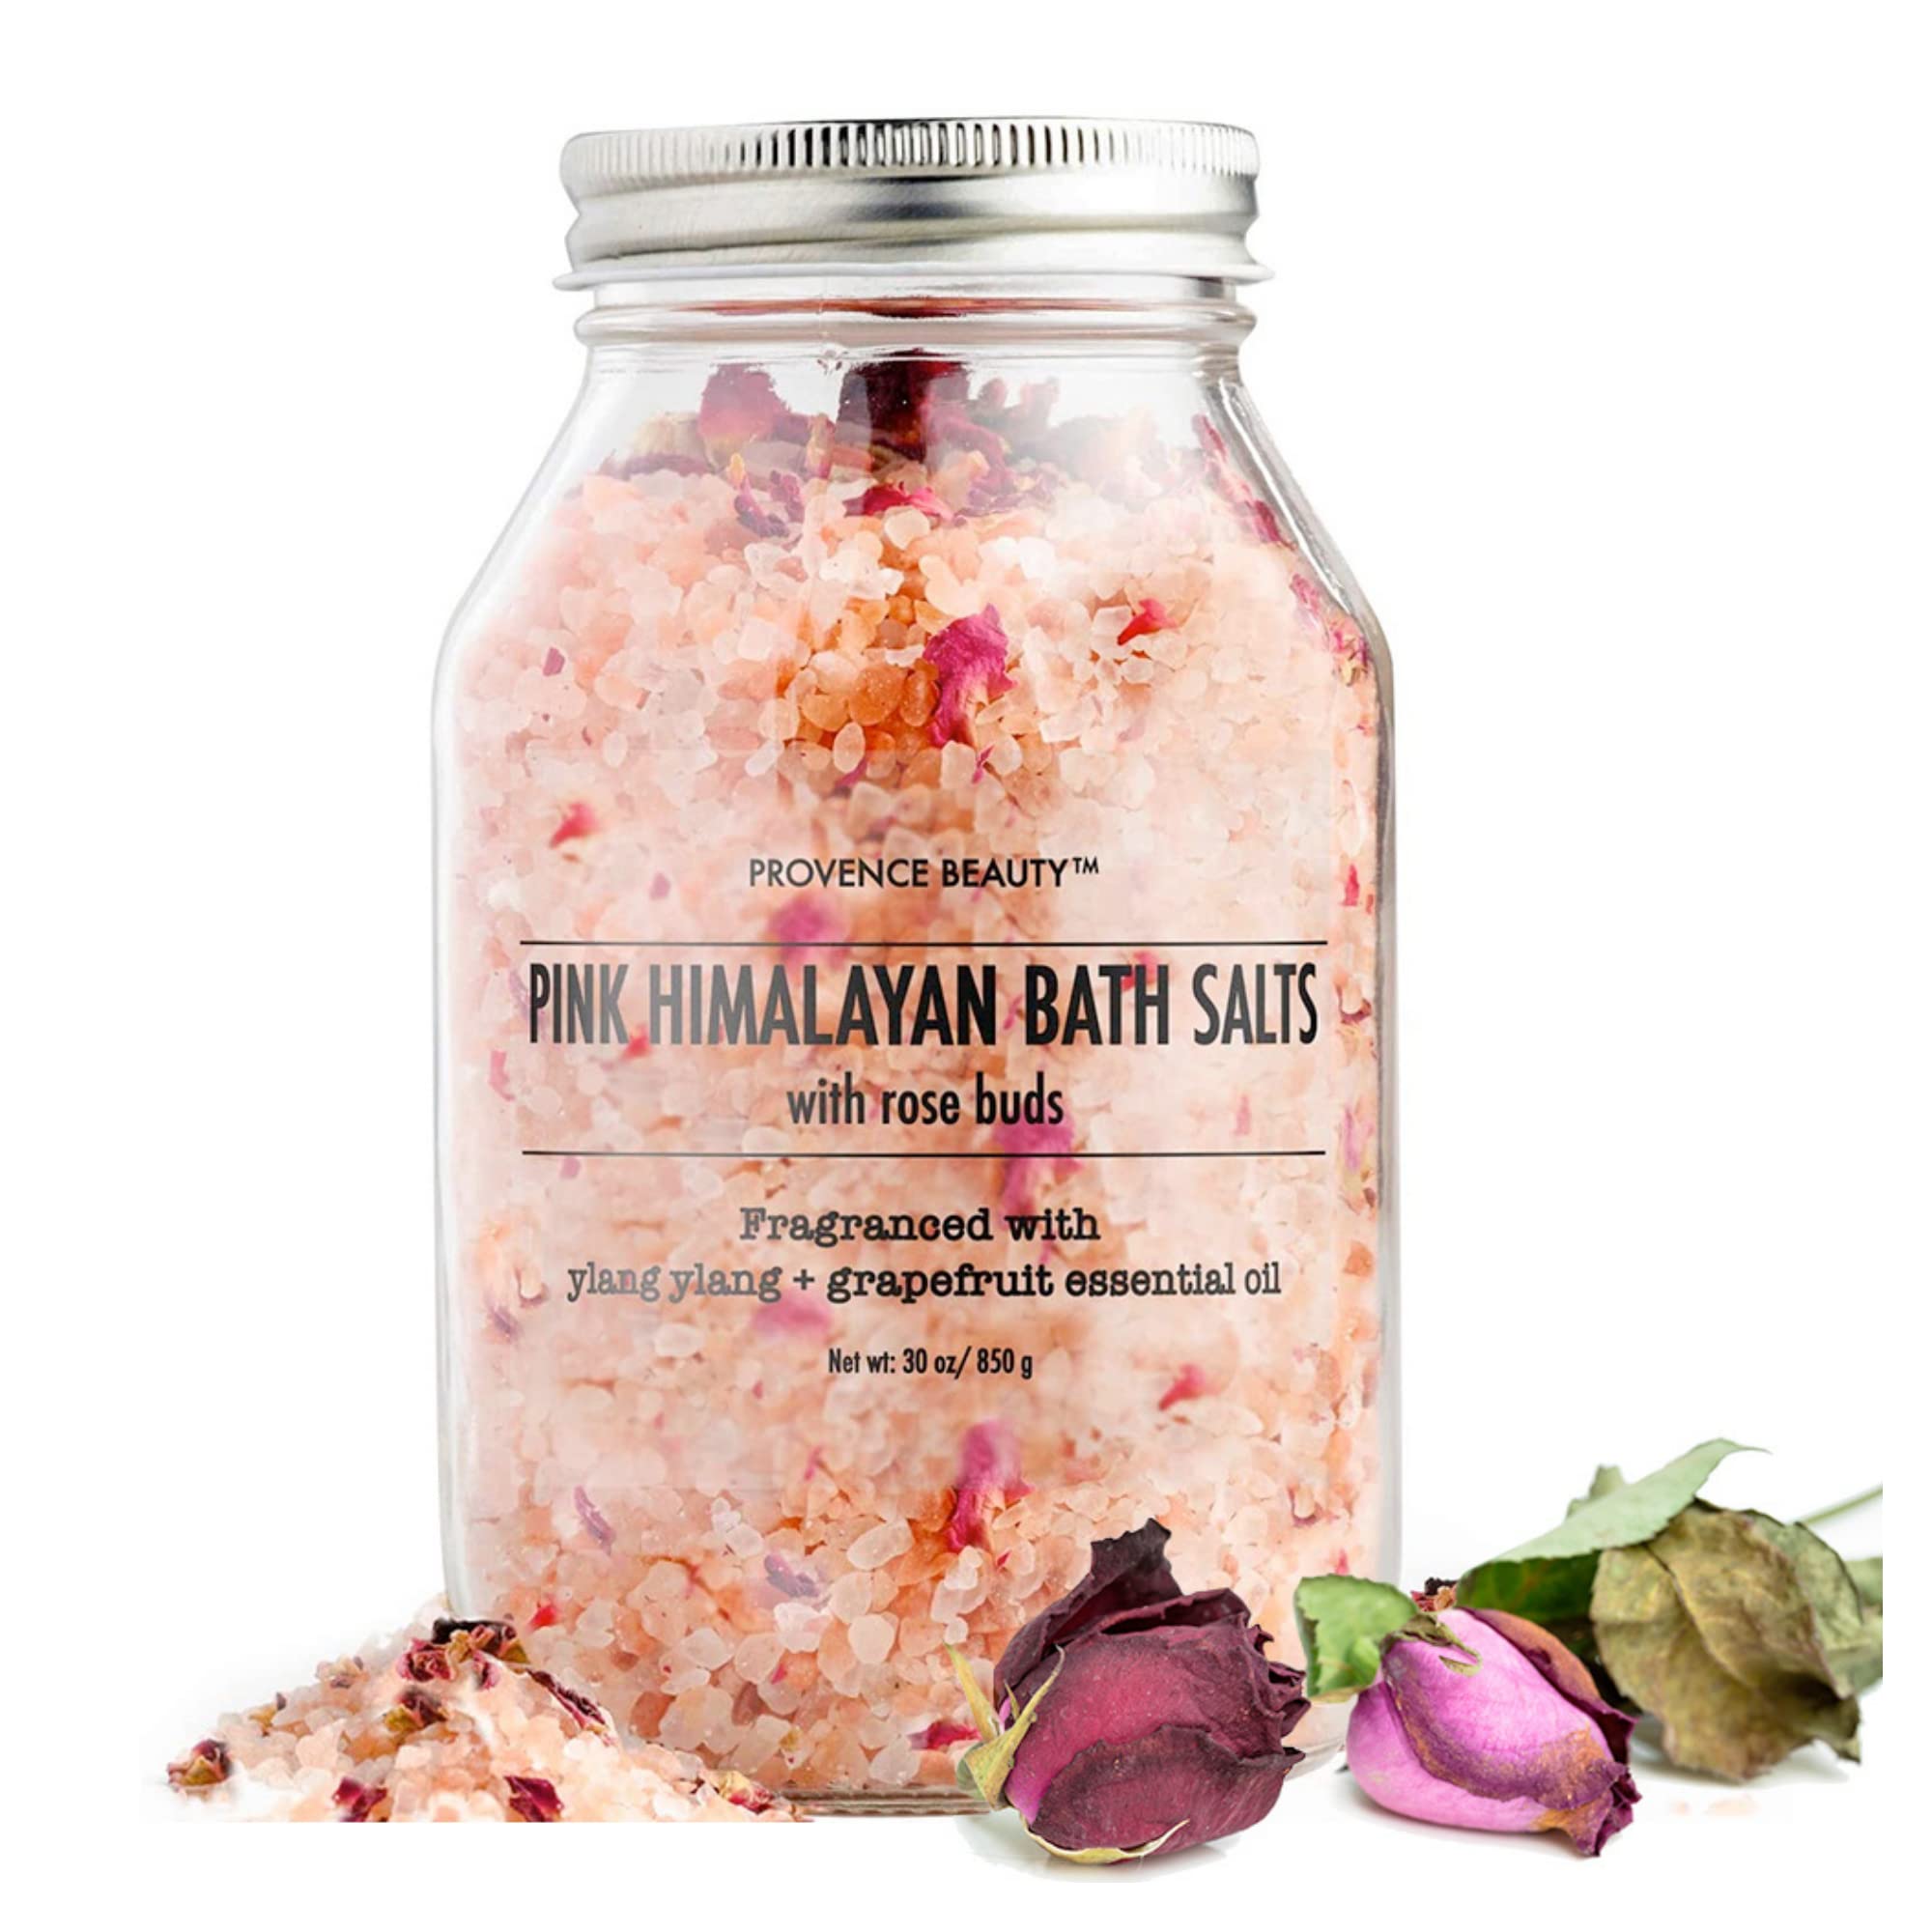 PROVENCE BEAUTY™
PINK HIMALAYAN BATH SALTS
with rose buds
Fragranced with
ylang ylang + grapefruit essential oil
Net wt: 30 oz/ 850 g